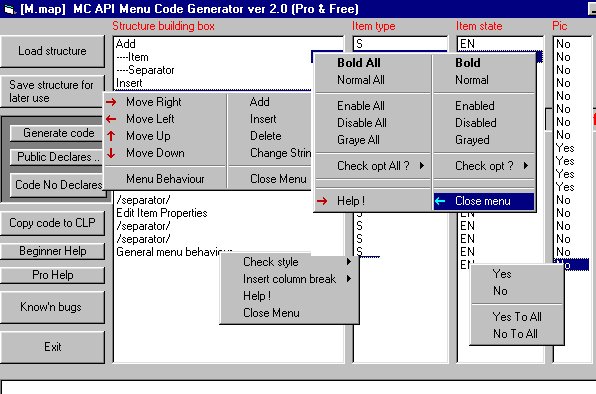 [M.map] MC API Menu Code Generator ver 2.0 (Pro & Free)
Structure building box
Item type
Item state
Pic
Load structure
Save structure for
later use
Generate code
Public Declares ..
Code No Declares
Copy code to CLP
Beginner Help
Pro Help
Know'n bugs
Exit
Add
----Item
----Separator
Insert
/separator/
Edit Item Properties
/separator/
/separator/
General menu behaviour
Move Right
Move Left
Move Up
Move Down
Menu Behaviour
Add
Insert
Delete
Change Strin
Close Menu
Bold All
Normal All
Enable All
Disable All
Graye All
Check opt All ?
Help !
Bold
Normal
Enabled
Disabled
Grayed
Check opt ?
Close menu
Check style
Insert column break
Help !
Close Menu
S
S
S
S
S
S
EN
EN
EN
EN
EN
EN
No
No
No
No
No
No
No
Yes
Yes
Yes
Yes
No
No
No
No
No
No
No
Yes
No
Yes To All
No To All